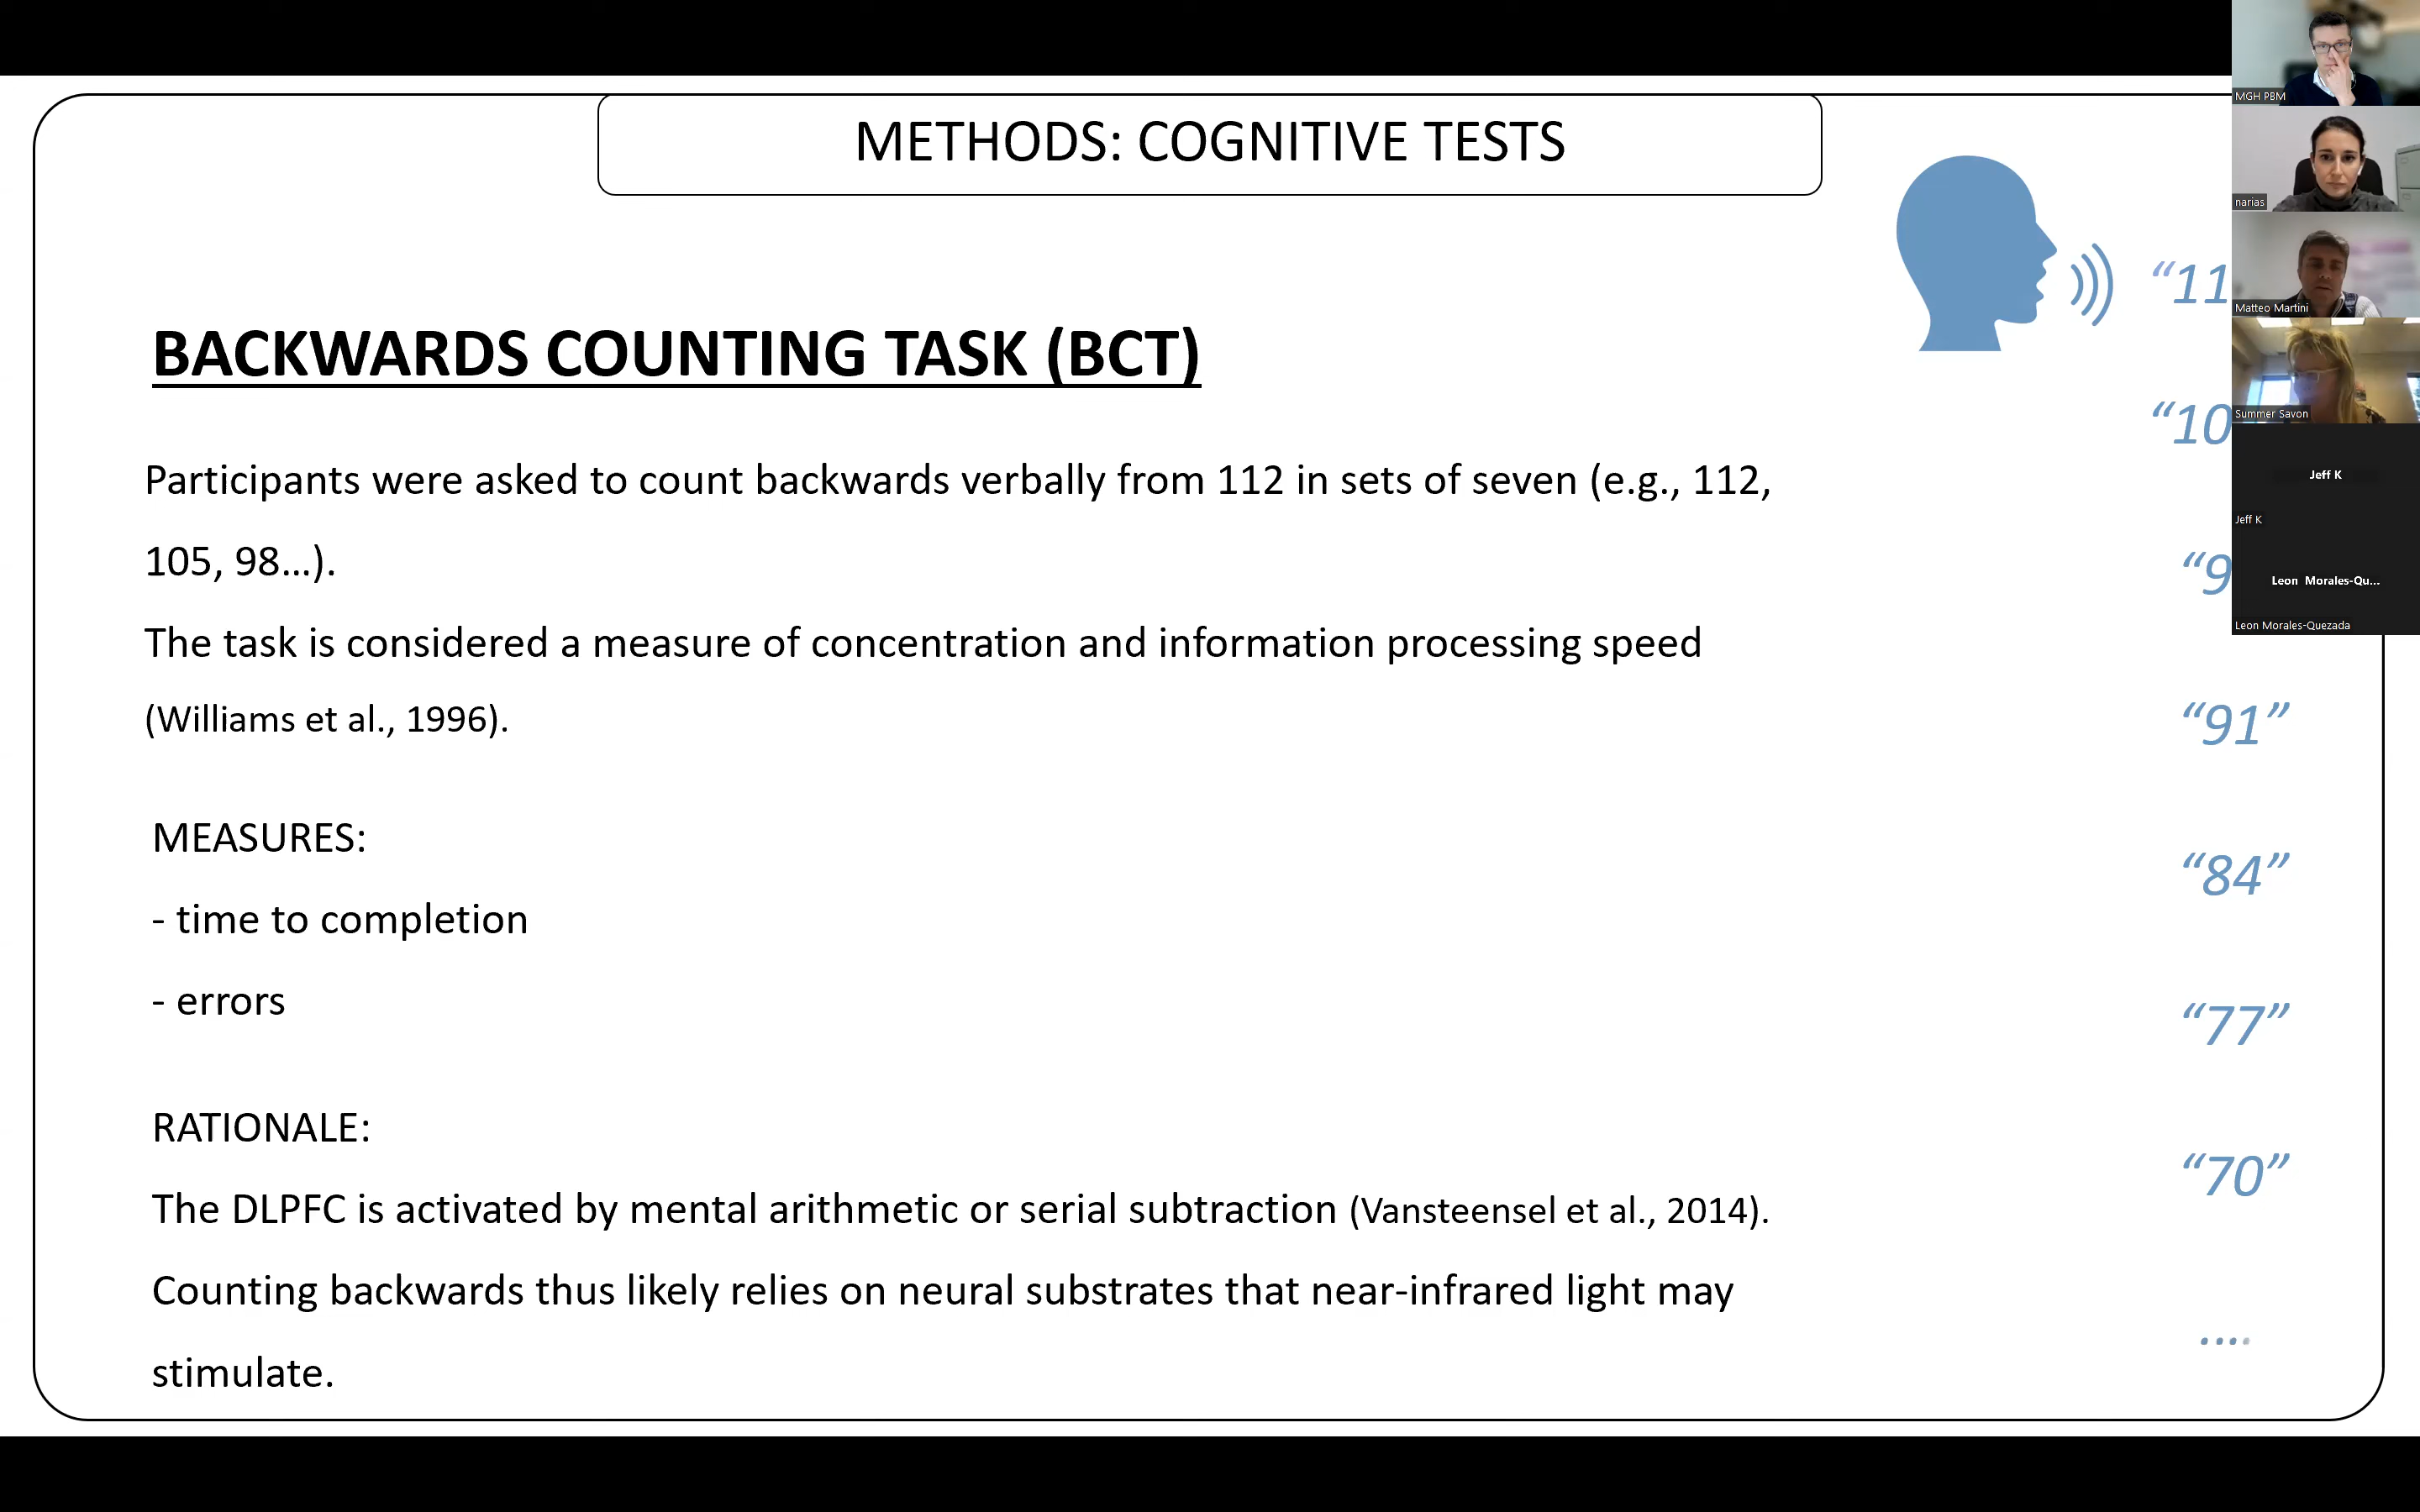 METHODS: COGNITIVE TESTS
BACKWARDS COUNTING TASK (BCT)
Participants were asked to count backwards verbally from 112 in sets of seven (e.g., 112,
105, 98...).
The task is considered a measure of concentration and information processing speed
(Williams et al., 1996).
MEASURES:
- time to completion
- errors
RATIONALE:
The DLPFC is activated by mental arithmetic or serial subtraction (Vansteensel et al., 2014).
Counting backwards thus likely relies on neural substrates that near-infrared light may
stimulate.
“11
“10
“9
“91”
“84”
“77”
“70”
....
MGH PBM
narias
Matteo Martini
Summer Savon
Jeff K
Jeff K
Leon Morales-Qu...
Leon Morales-Quezada